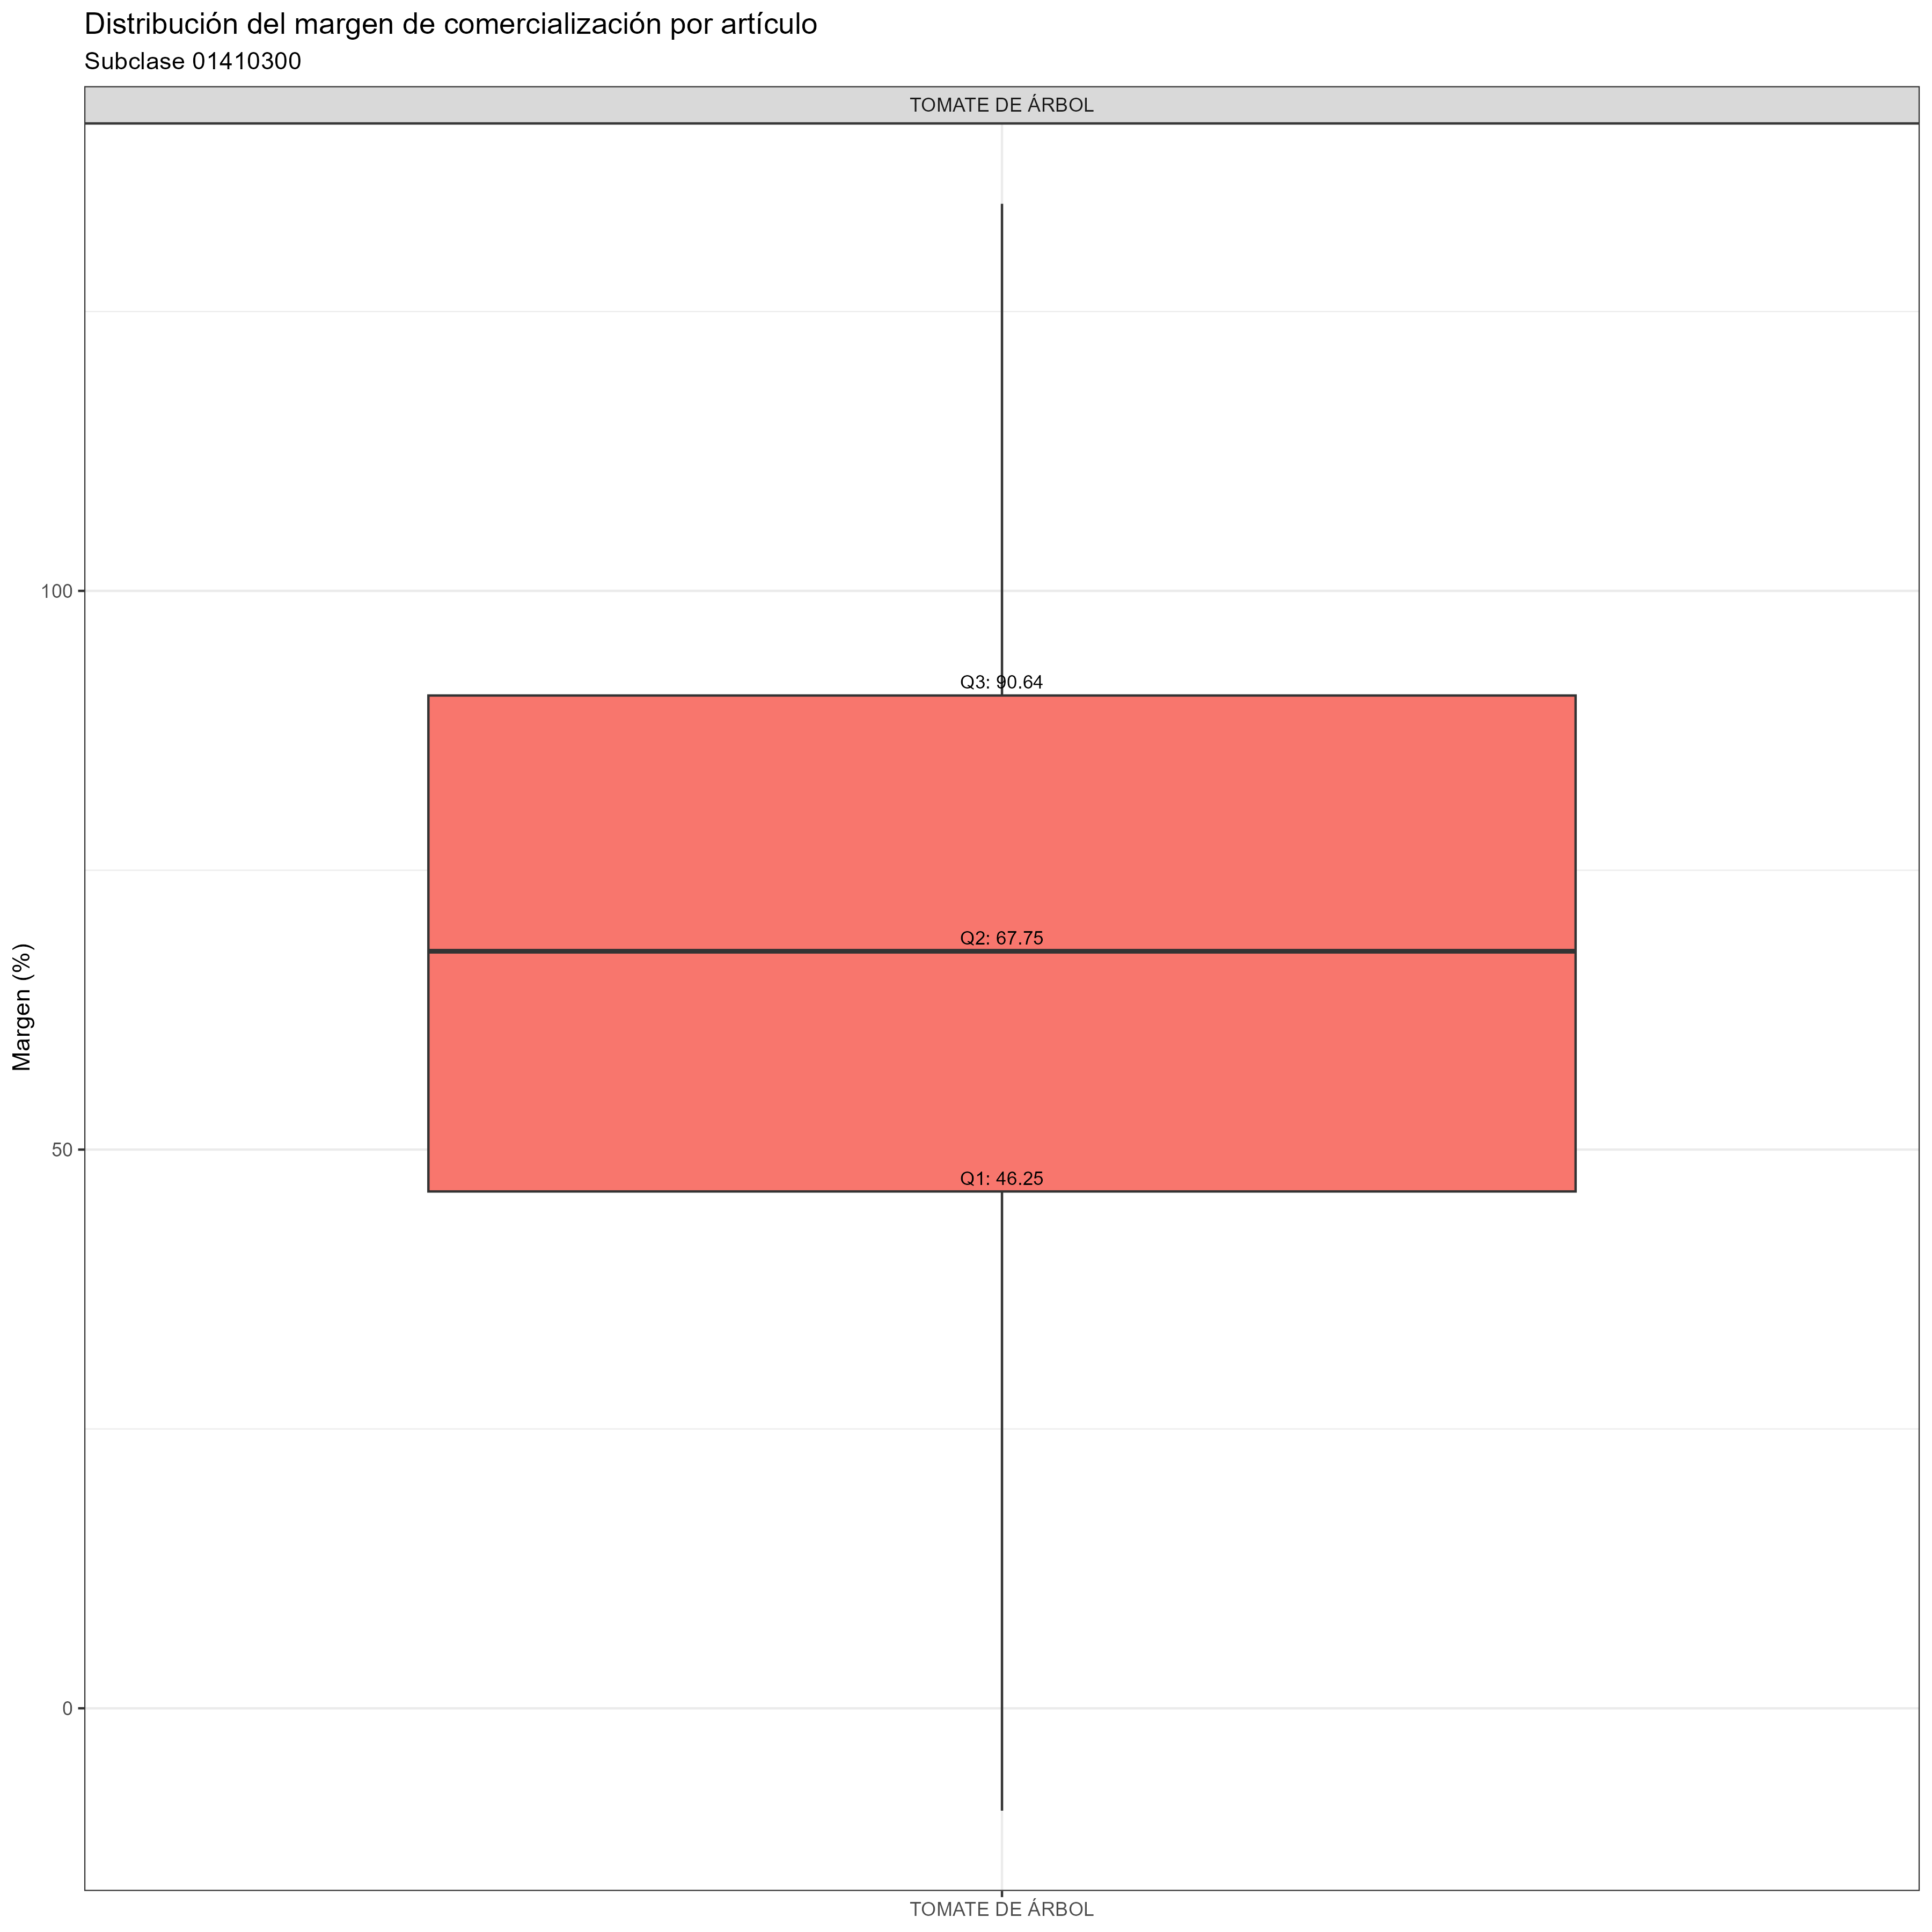 Distribución del margen de comercialización por artículo
Subclase 01410300
TOMATE DE ÁRBOL
Margen (%)
100
50
0
Q3: 90.64
Q2: 67.75
Q1: 46.25
TOMATE DE ÁRBOL